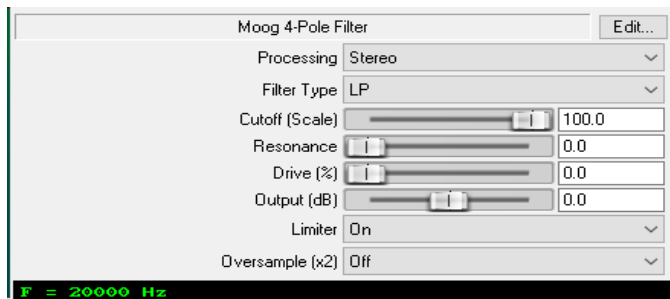 Moog 4-Pole Filter Edit...
Processing Stereo
Filter Type LP
Cutoff (Scale) 100.0
Resonance 0.0
Drive (%) 0.0
Output (dB) 0.0
Limiter On
Oversample (x2) Off
F = 20000 Hz